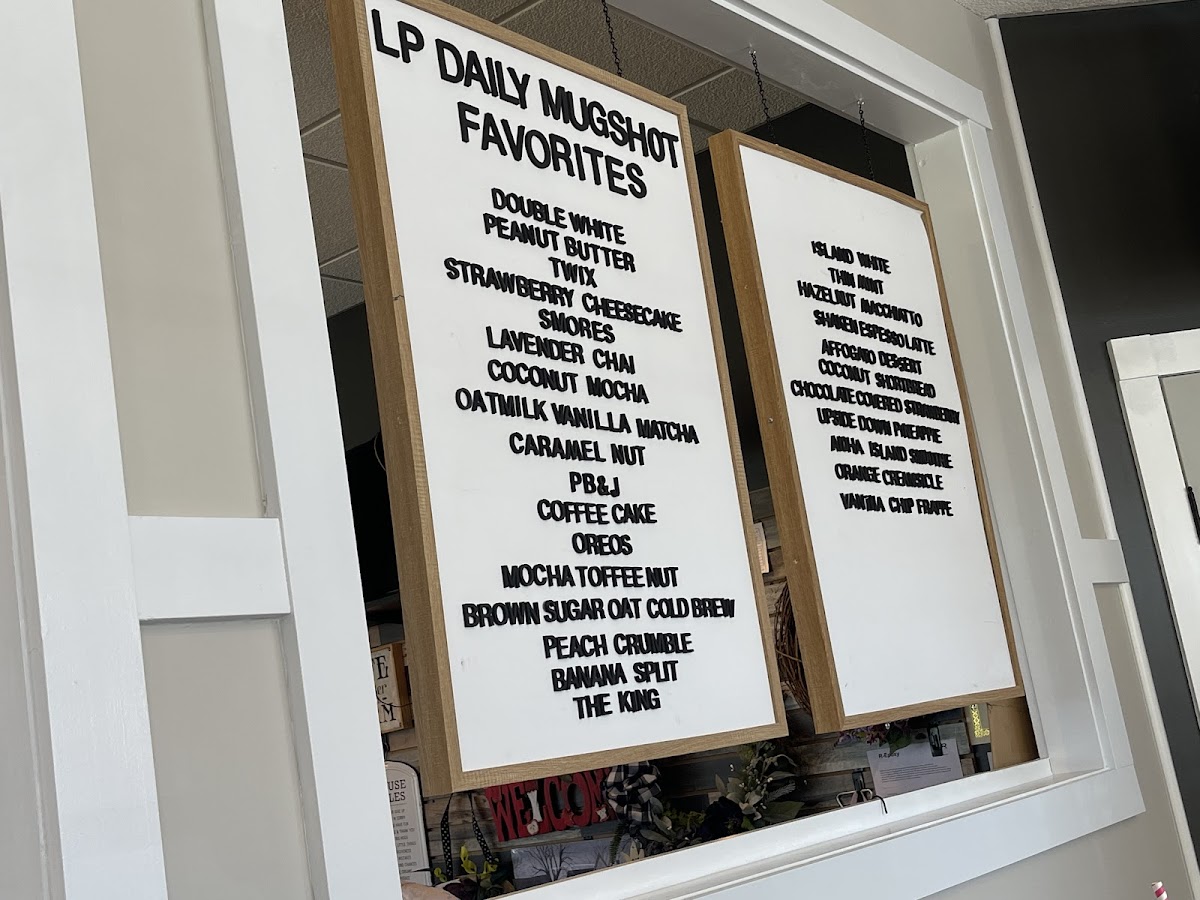 LP DAILY MUGSHOT
FAVORITES
DOUBLE WHITE
PEANUT BUTTER
TWIX
STRAWBERRY CHEESECAKE
SMORES
LAVENDER CHAI
COCONUT MOCHA
OATMILK VANILLA MATCHA
CARAMEL NUT
PB&J
COFFEE CAKE
OREOS
MOCHA TOFFEE NUT
BROWN SUGAR OAT COLD BREW
PEACH CRUMBLE
BANANA SPLIT
THE KING
ISLAND WHITE
THIN MINT
HAZELNUT MACCHIATTO
SHAKEN ESPESSO LATTE
AFFOGATO DESSERT
COCONUT SHORTBREAD
CHOCOLATE COVERED STRAWBERRY
UPSIDE DOWN PINEAPPLE
ISLAND SMOOTHIE
ORANGE CREAMSICLE
VANILLA CHIP FRAPPE
WELCOM